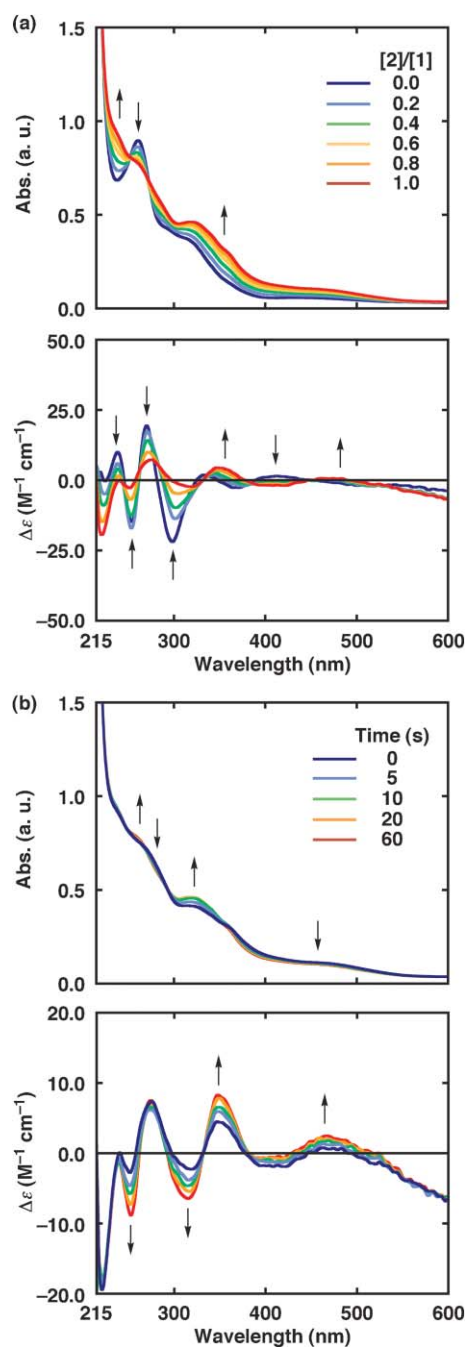 (a)
1.5
1.0
0.5
0.0
Abs. (a. u.)
[2]/[1]
0.0
0.2
0.4
0.6
0.8
1.0
50.0
25.0
0.0
−25.0
−50.0
Δε (M⁻¹ cm⁻¹)
215 300 400 500 600
Wavelength (nm)
(b)
1.5
1.0
0.5
0.0
Abs. (a. u.)
Time (s)
0
5
10
20
60
20.0
10.0
0.0
−10.0
−20.0
Δε (M⁻¹ cm⁻¹)
215 300 400 500 600
Wavelength (nm)